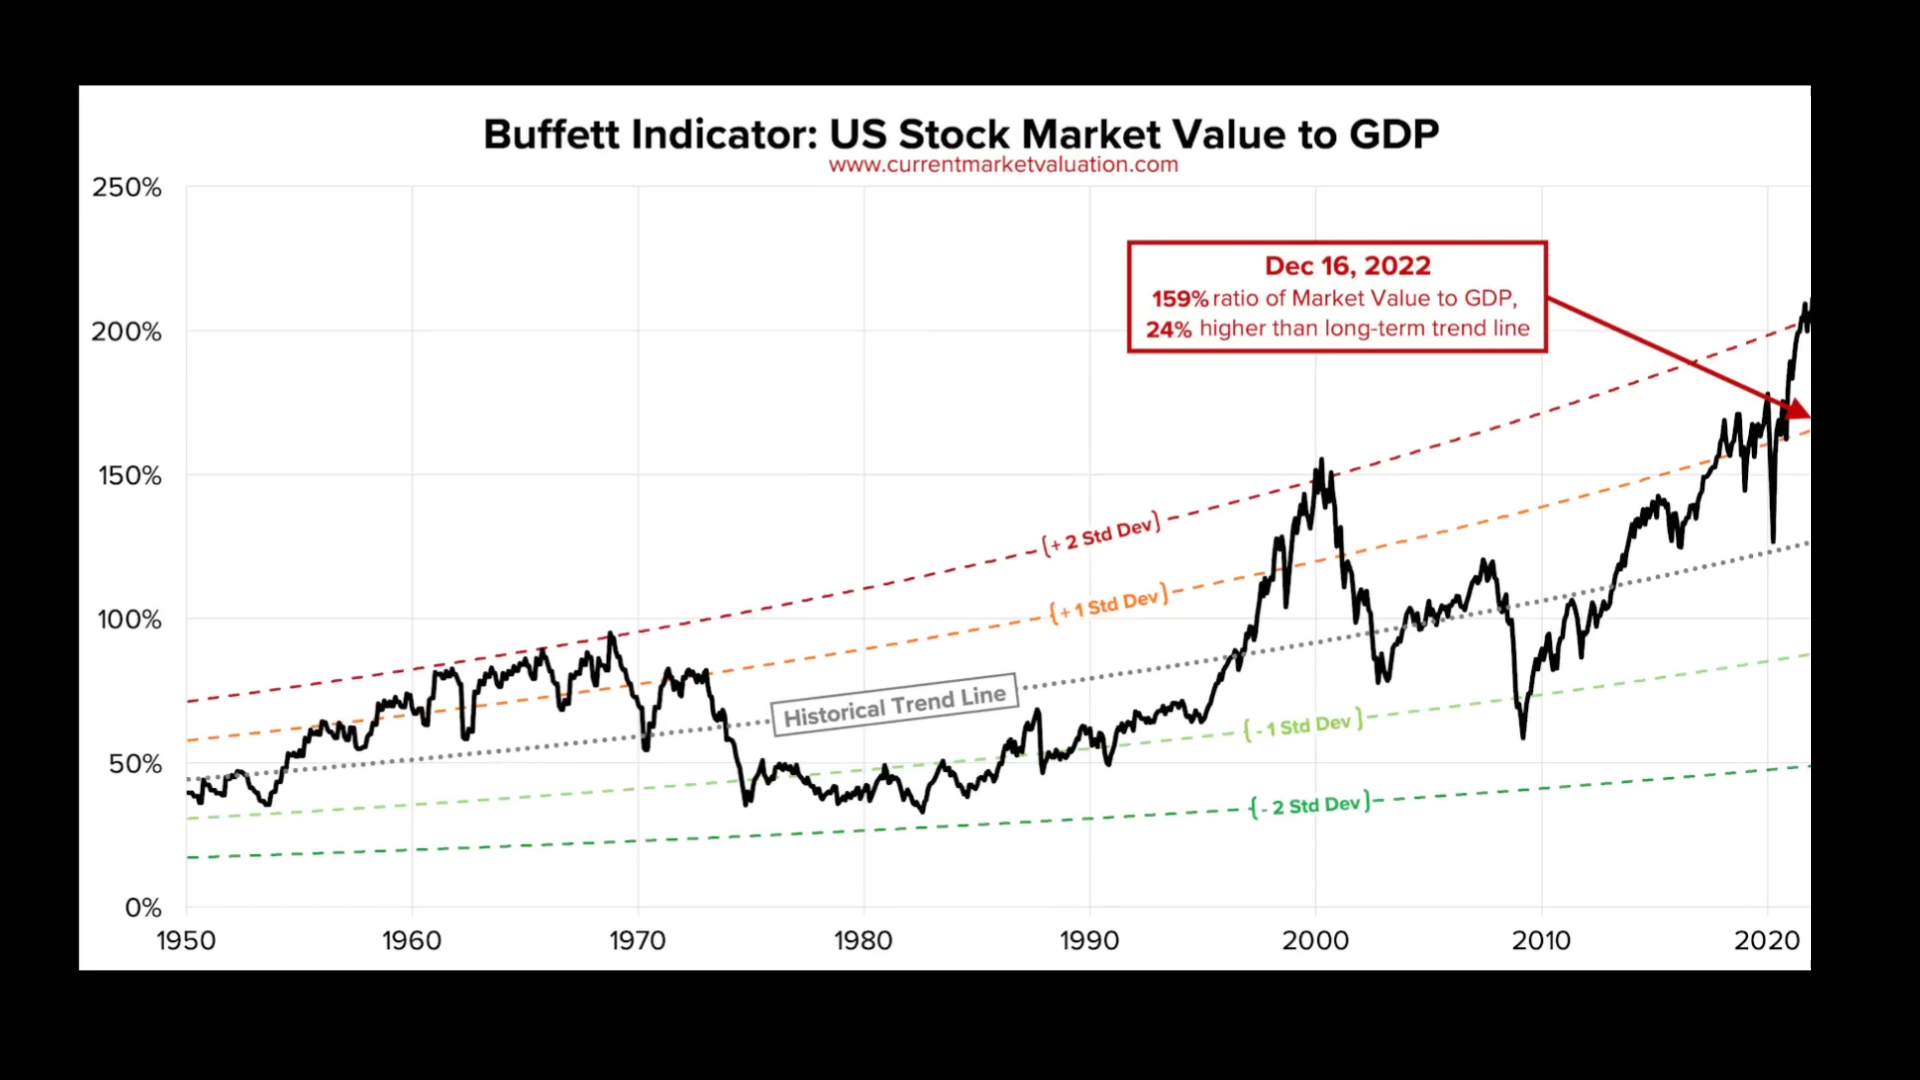 Buffett Indicator: US Stock Market Value to GDP
www.currentmarketvaluation.com
250%
200%
150%
100%
50%
0%
Dec 16, 2022
159% ratio of Market Value to GDP,
24% higher than long-term trend line
(+ 2 Std Dev)
(+ 1 Std Dev)
Historical Trend Line
(- 1 Std Dev)
(- 2 Std Dev)
1950 1960 1970 1980 1990 2000 2010 2020